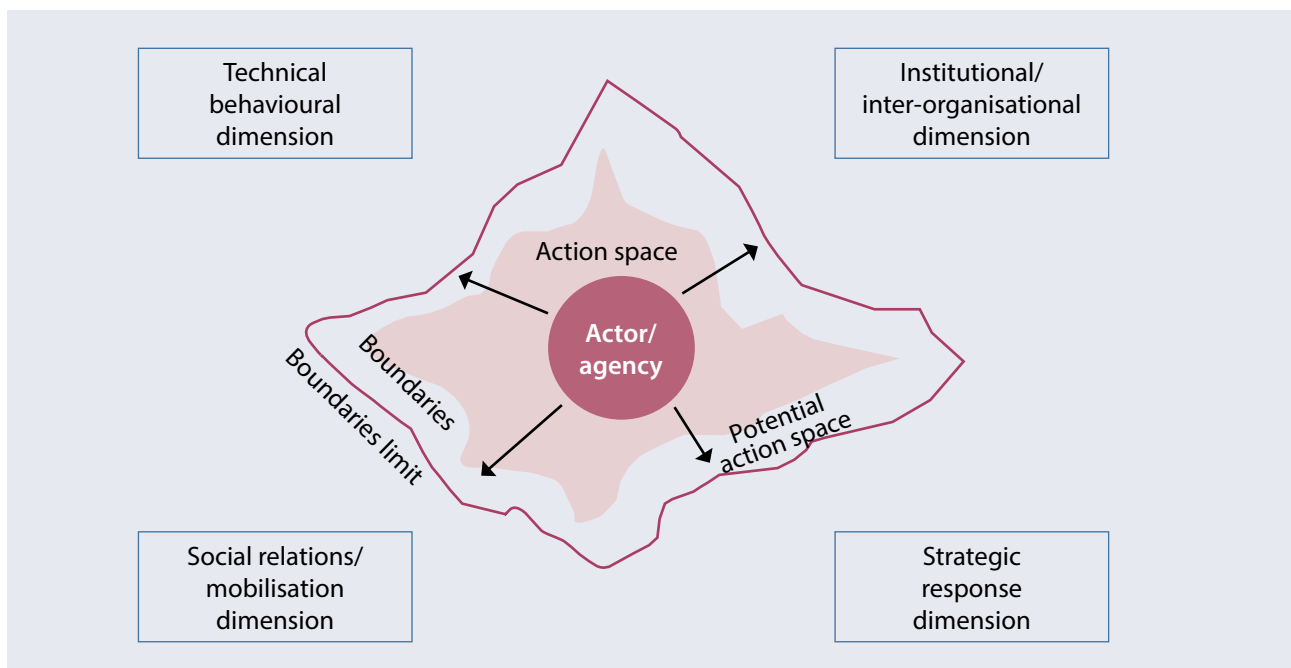 Technical
behavioural
dimension
Institutional/
inter-organisational
dimension
Action space
Actor/
agency
Boundaries
Boundaries limit
Potential
action space
Social relations/
mobilisation
dimension
Strategic
response
dimension